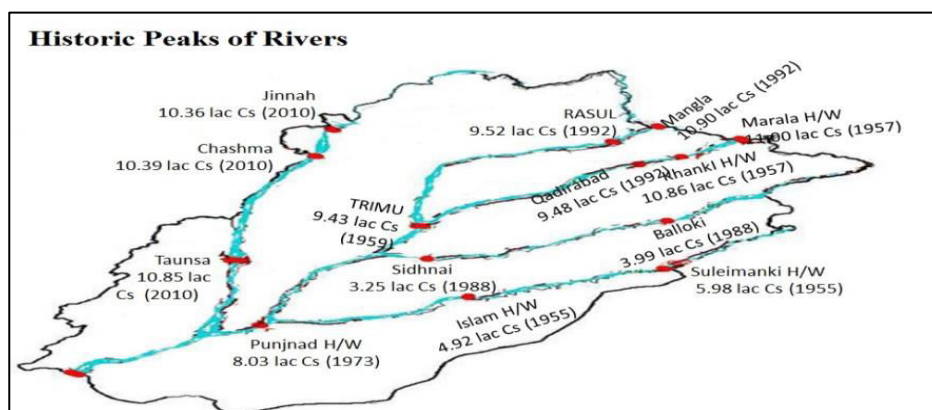 Historic Peaks of Rivers
Jinnah
10.36 lac Cs (2010)
Chashma
10.39 lac Cs (2010)
RASUL
9.52 lac Cs (1992)
Mangla
10.90 lac Cs (1992)
Marala H/W
11.00 lac Cs (1957)
Qadirabad
9.48 lac Cs (1992)
Khankl H/W
10.86 lac Cs (1957)
TRIMU
9.43 lac Cs
(1959)
Balloki
3.99 lac Cs (1988)
Taunsa
10.85 lac
Cs (2010)
Sidhnai
3.25 lac Cs (1988)
Suleimanki H/W
5.98 lac Cs (1955)
Islam H/W
4.92 lac Cs (1955)
Punjnad H/W
8.03 lac Cs (1973)